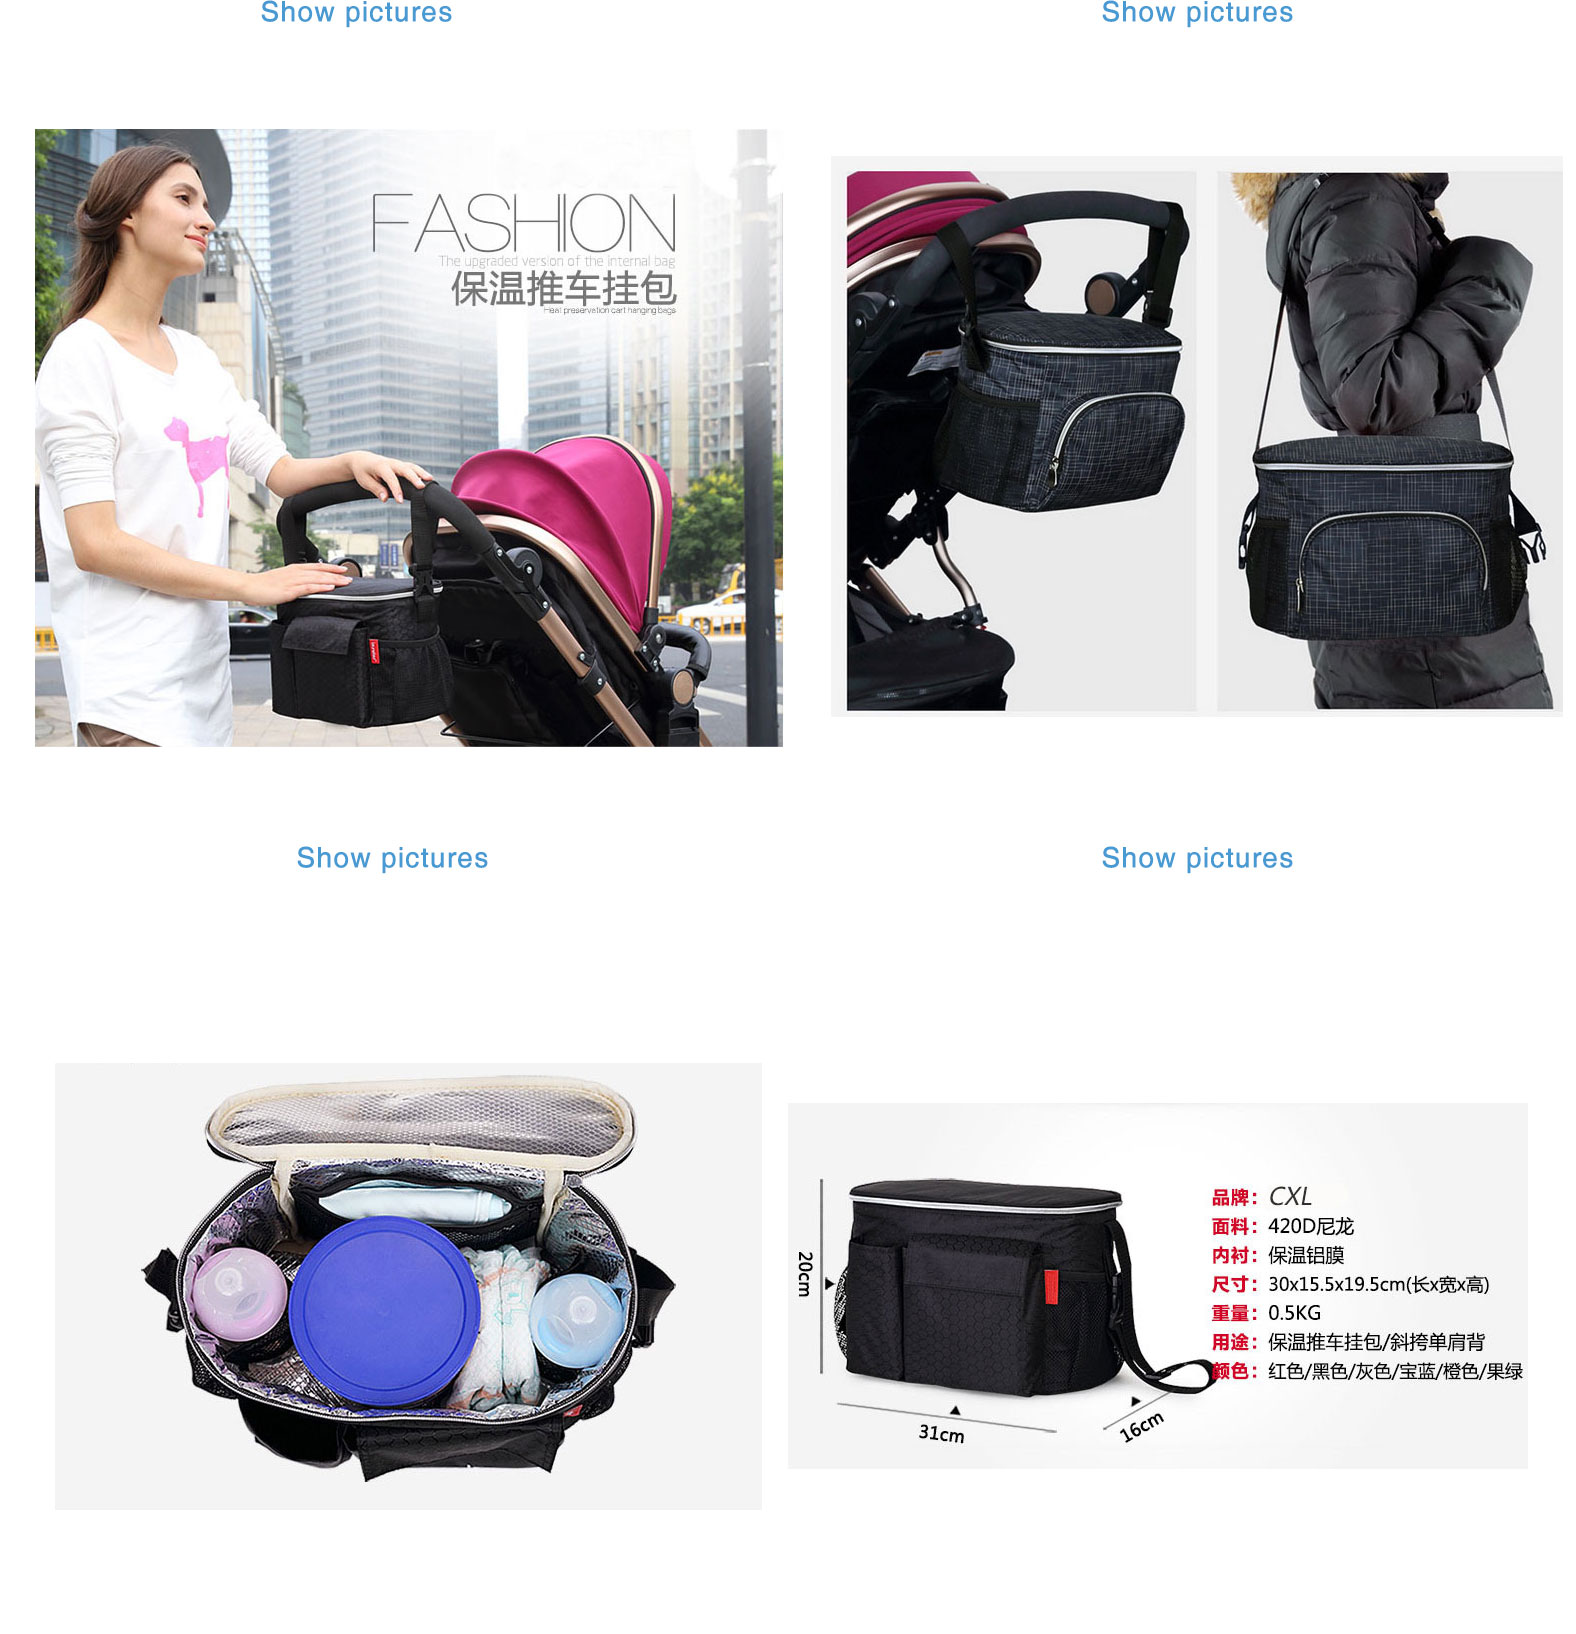 Show pictures
Show pictures
FASHION
The upgraded version of the internal bag
保温推车挂包
Heat preservation cart hanging bags
Show pictures
Show pictures
20cm
31cm
16cm
品牌：CXL
面料：420D尼龙
内衬：保温铝膜
尺寸：30x15.5x19.5cm(长x宽x高)
重量：0.5KG
用途：保温推车挂包/斜挎单肩背
颜色：红色/黑色/灰色/宝蓝/橙色/果绿